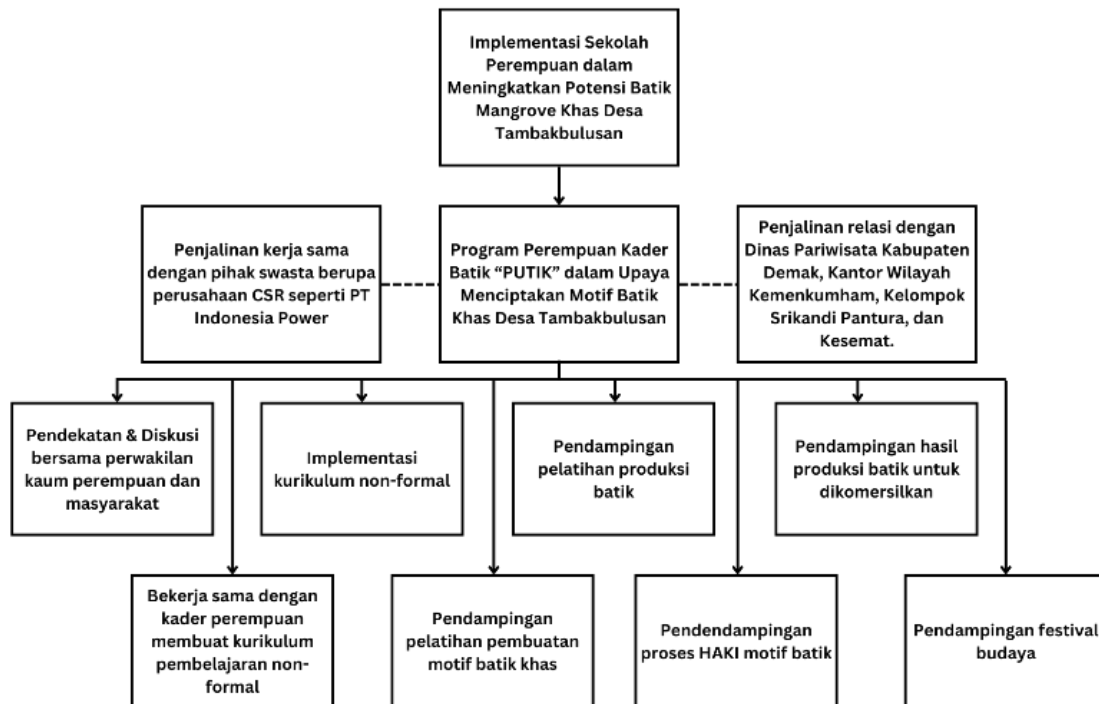 Implementasi Sekolah
Perempuan dalam
Meningkatkan Potensi Batik
Mangrove Khas Desa
Tambakbulusan
Penjalinan kerja sama
dengan pihak swasta berupa
perusahaan CSR seperti PT
Indonesia Power
Program Perempuan Kader
Batik “PUTIK” dalam Upaya
Menciptakan Motif Batik
Khas Desa Tambakbulusan
Penjalinan relasi dengan
Dinas Pariwisata Kabupaten
Demak, Kantor Wilayah
Kemenkumham, Kelompok
Srikandi Pantura, dan
Kesemat.
Pendekatan & Diskusi
bersama perwakilan
kaum perempuan dan
masyarakat
Implementasi
kurikulum non-formal
Pendampingan
pelatihan produksi
batik
Pendampingan hasil
produksi batik untuk
dikomersilkan
Bekerja sama dengan
kader perempuan
membuat kurikulum
pembelajaran non-
formal
Pendampingan
pelatihan pembuatan
motif batik khas
Pendendampingan
proses HAKI motif batik
Pendampingan festival
budaya